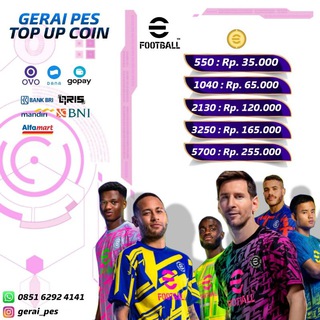 GERAI PES
TOP UP COIN
OVO
DANA
gopay
BANK BRI
QRIS
mandiri
BNI
Alfamart
FOOTBALL
550 : Rp. 35.000
1040 : Rp. 65.000
2130 : Rp. 120.000
3250 : Rp. 165.000
5700 : Rp. 255.000
FOOTBALL
0851 6292 4141
gerai_pes